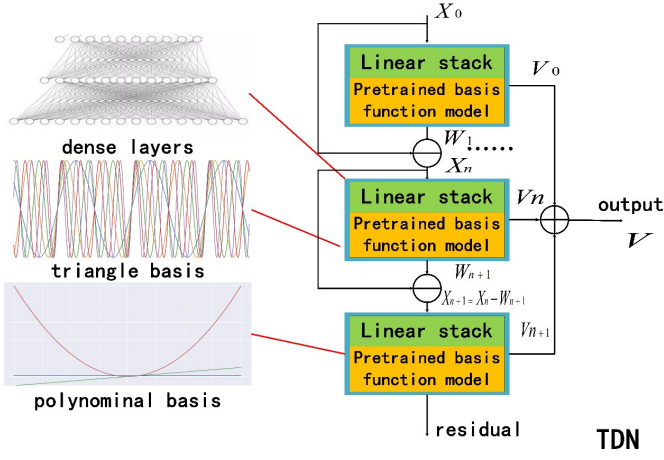 X₀
Linear stack
Pretrained basis
function model
V₀
W₁
......
Xₙ
dense layers
Linear stack
Pretrained basis
function model
Vₙ
output
V
triangle basis
Wₙ₊₁
Xₙ₊₁ = Xₙ−Wₙ₊₁
Linear stack
Pretrained basis
function model
Vₙ₊₁
polynominal basis
residual
TDN